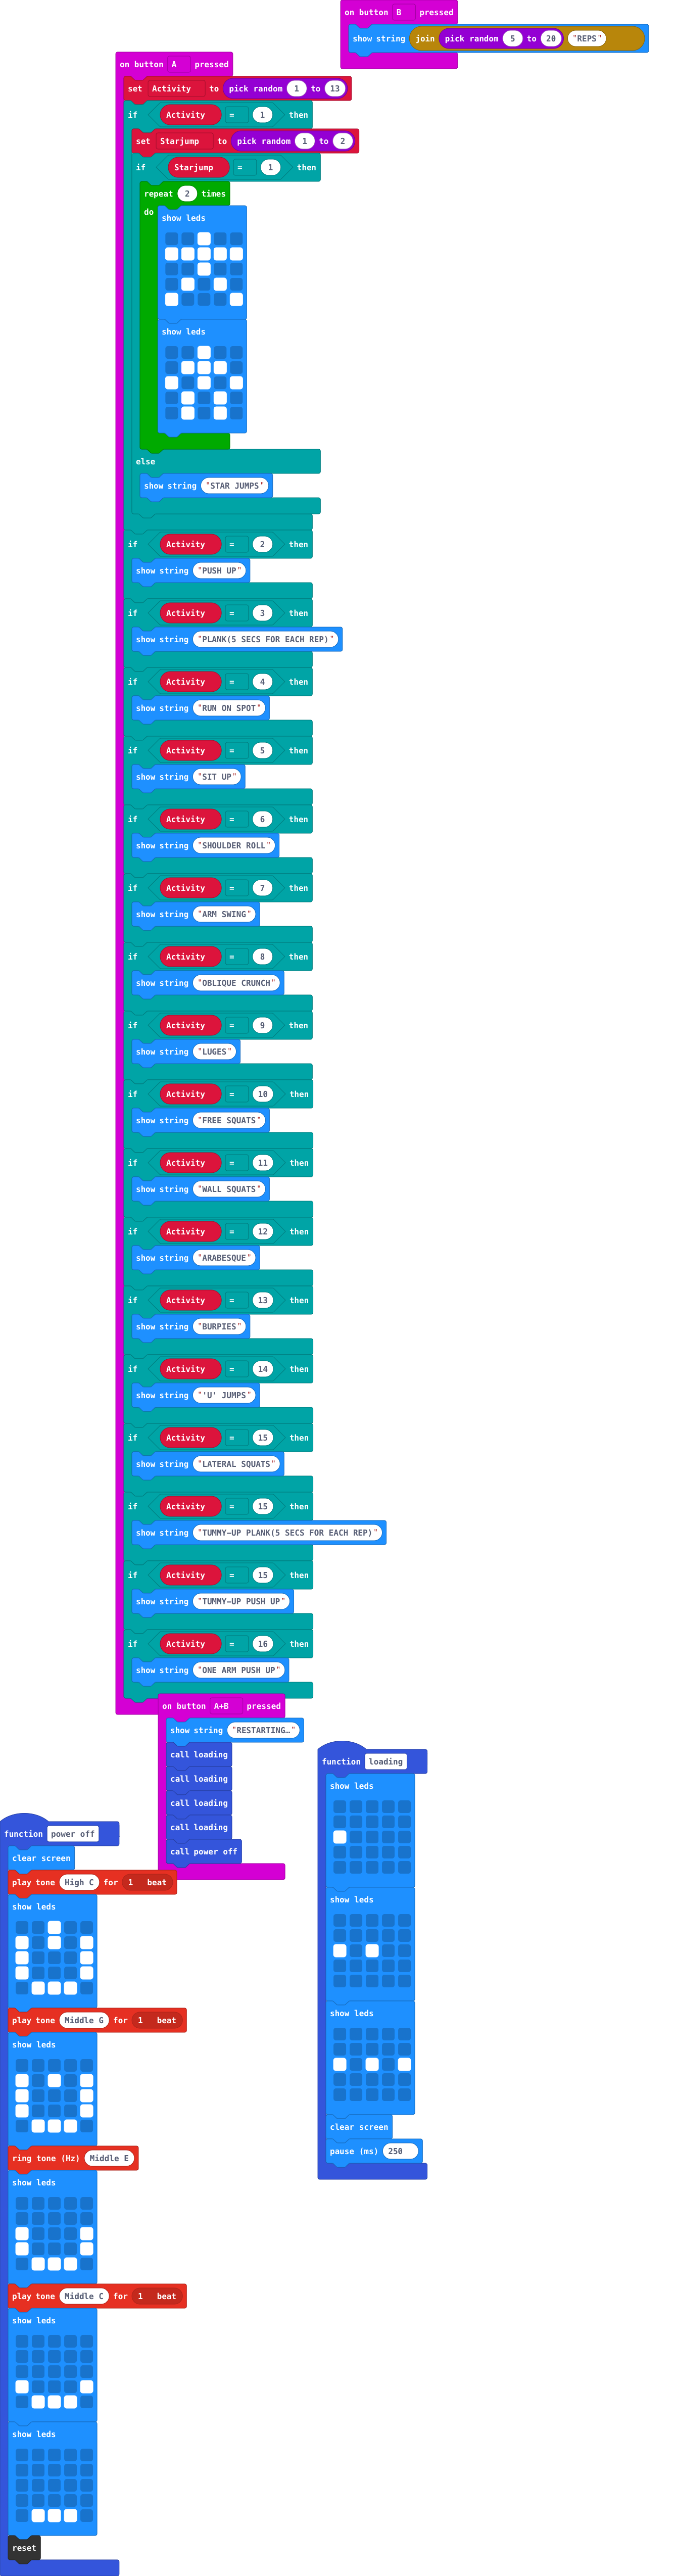 on button B pressed
show string join pick random 5 to 20 "REPS"
on button A pressed
set Activity to pick random 1 to 13
if Activity = 1 then
set Starjump to pick random 1 to 2
if Starjump = 1 then
repeat 2 times
do
show leds
show leds
else
show string "STAR JUMPS"
if Activity = 2 then
show string "PUSH UP"
if Activity = 3 then
show string "PLANK(5 SECS FOR EACH REP)"
if Activity = 4 then
show string "RUN ON SPOT"
if Activity = 5 then
show string "SIT UP"
if Activity = 6 then
show string "SHOULDER ROLL"
if Activity = 7 then
show string "ARM SWING"
if Activity = 8 then
show string "OBLIQUE CRUNCH"
if Activity = 9 then
show string "LUGES"
if Activity = 10 then
show string "FREE SQUATS"
if Activity = 11 then
show string "WALL SQUATS"
if Activity = 12 then
show string "ARABESQUE"
if Activity = 13 then
show string "BURPIES"
if Activity = 14 then
show string "'U' JUMPS"
if Activity = 15 then
show string "LATERAL SQUATS"
if Activity = 15 then
show string "TUMMY-UP PLANK(5 SECS FOR EACH REP)"
if Activity = 15 then
show string "TUMMY-UP PUSH UP"
if Activity = 16 then
show string "ONE ARM PUSH UP"
on button A+B pressed
show string "RESTARTING…"
call loading
call loading
call loading
call loading
call power off
function loading
show leds
show leds
show leds
clear screen
pause (ms) 250
function power off
clear screen
play tone High C for 1 beat
show leds
play tone Middle G for 1 beat
show leds
ring tone (Hz) Middle E
show leds
play tone Middle C for 1 beat
show leds
show leds
reset